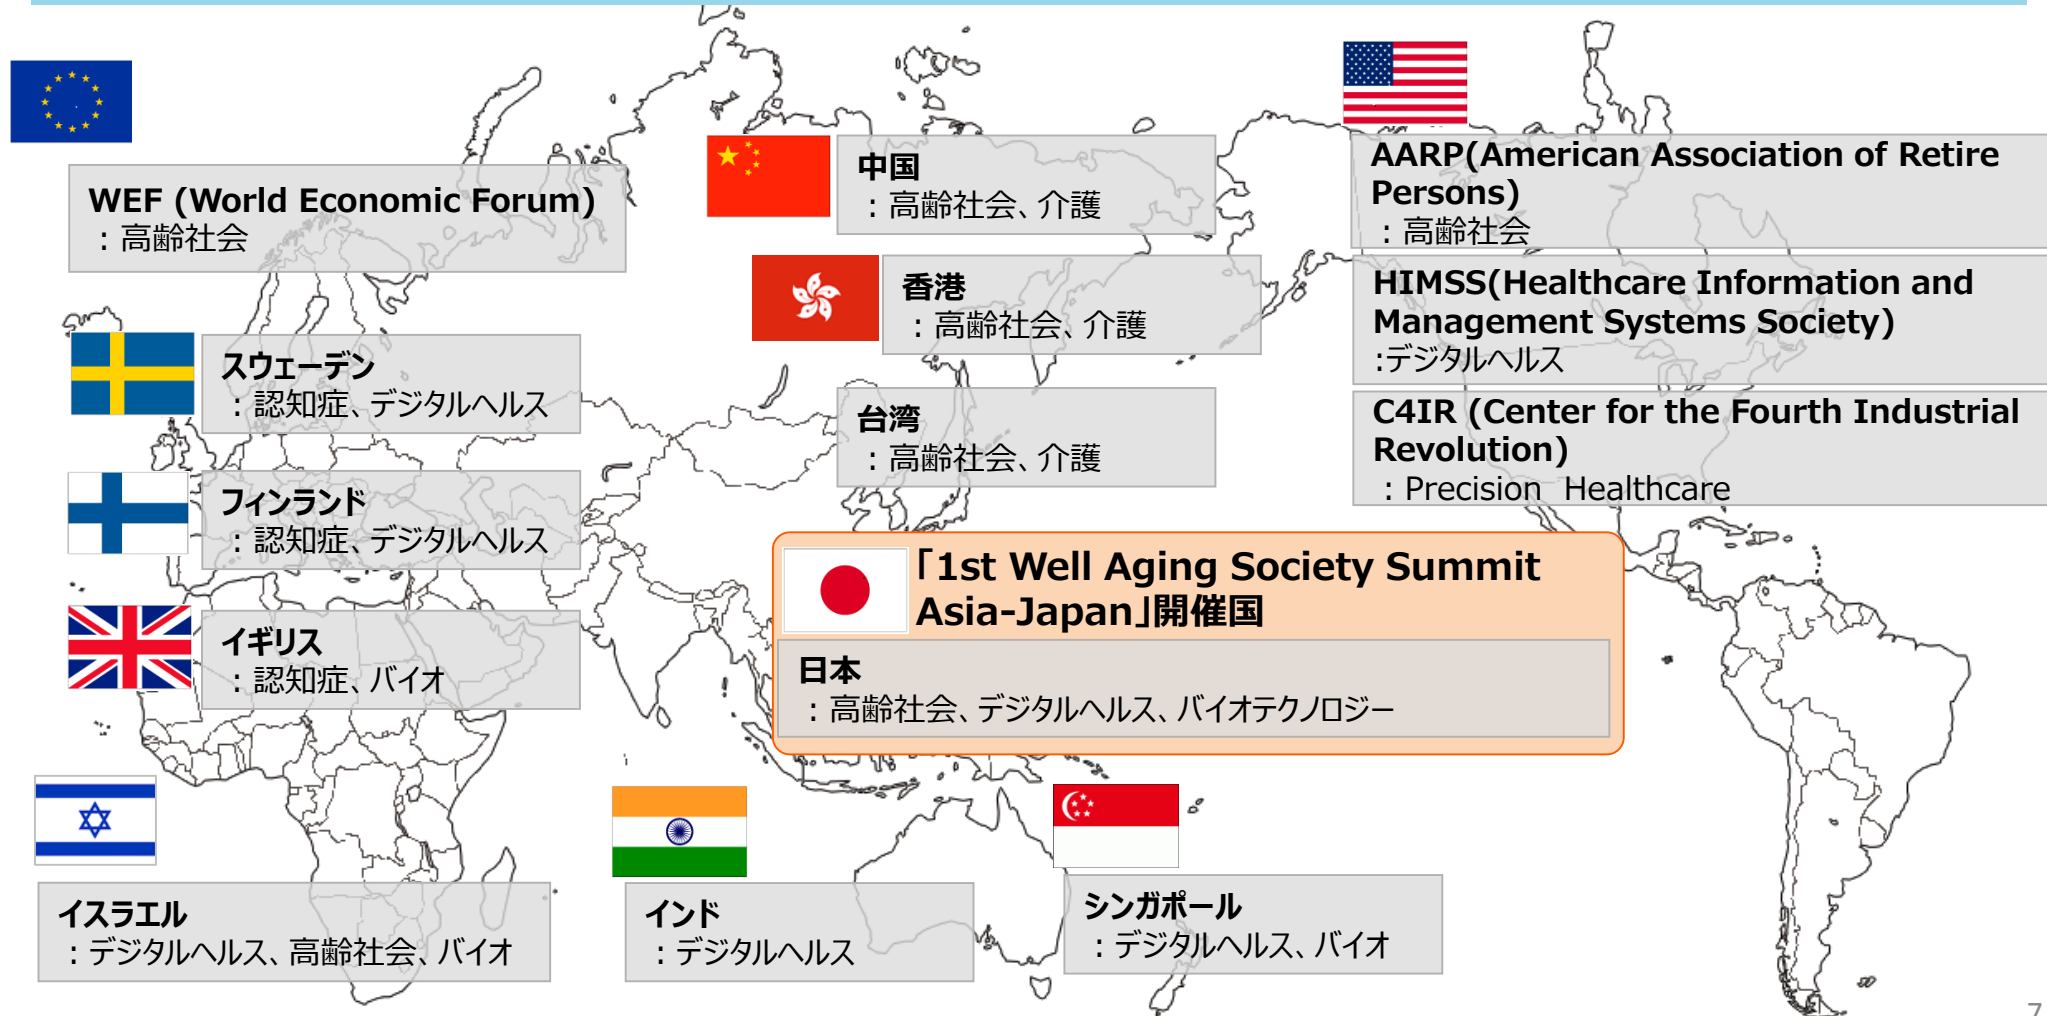 WEF (World Economic Forum)
：高齢社会
スウェーデン
：認知症、デジタルヘルス
フィンランド
：認知症、デジタルヘルス
イギリス
：認知症、バイオ
イスラエル
：デジタルヘルス、高齢社会、バイオ
中国
：高齢社会、介護
香港
：高齢社会、介護
台湾
：高齢社会、介護
「1st Well Aging Society Summit
Asia-Japan」開催国
日本
：高齢社会、デジタルヘルス、バイオテクノロジー
インド
：デジタルヘルス
シンガポール
：デジタルヘルス、バイオ
AARP(American Association of Retire
Persons)
：高齢社会
HIMSS(Healthcare Information and
Management Systems Society)
:デジタルヘルス
C4IR (Center for the Fourth Industrial
Revolution)
：Precision　Healthcare
7